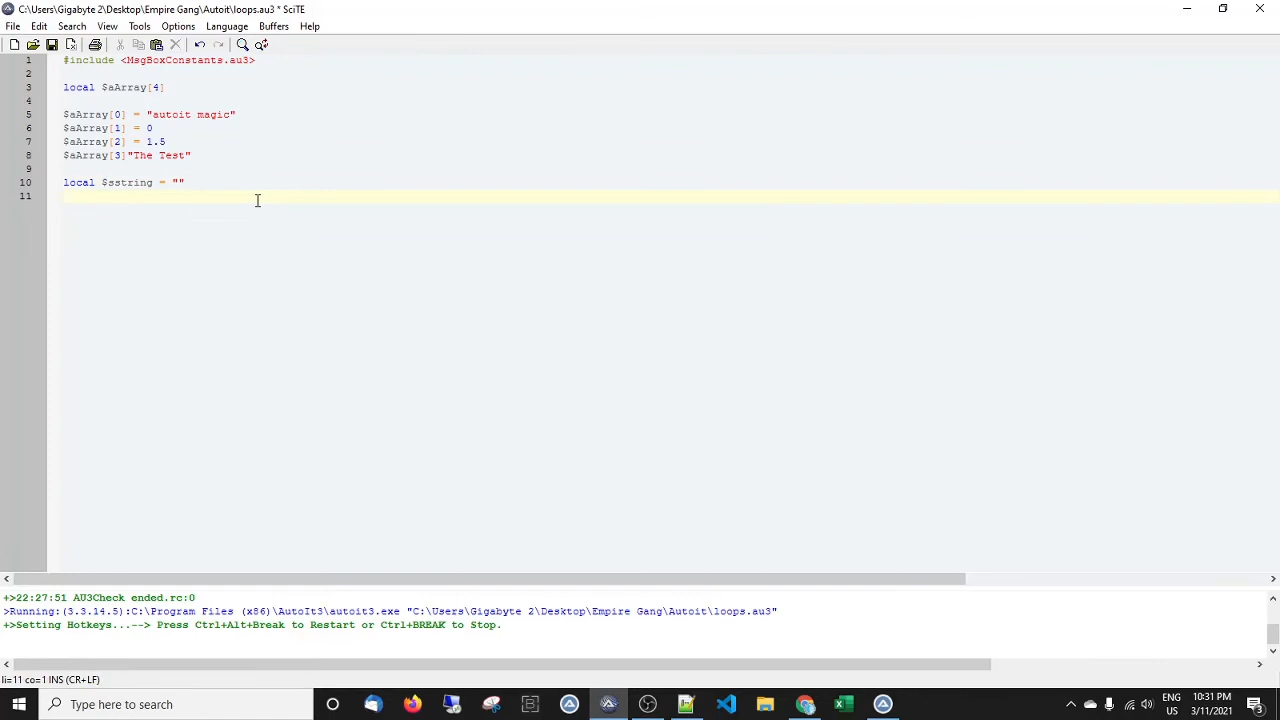 C:\Users\Gigabyte 2\Desktop\Empire Gang\Autoit\loops.au3 * SciTE
File Edit Search View Tools Options Language Buffers Help
1 #include <MsgBoxConstants.au3>
2
3 local $aArray[4]
4
5 $aArray[0] = "autoit magic"
6 $aArray[1] = 0
7 $aArray[2] = 1.5
8 $aArray[3]"The Test"
9
10 local $sstring = ""
11
+>22:27:51 AU3Check ended.rc:0
>Running:(3.3.14.5):C:\Program Files (x86)\AutoIt3\autoit3.exe "C:\Users\Gigabyte 2\Desktop\Empire Gang\Autoit\loops.au3"
+>Setting Hotkeys...--> Press Ctrl+Alt+Break to Restart or Ctrl+BREAK to Stop.
li=11 co=1 INS (CR+LF)
Type here to search
ENG
US
10:31 PM
3/11/2021
3